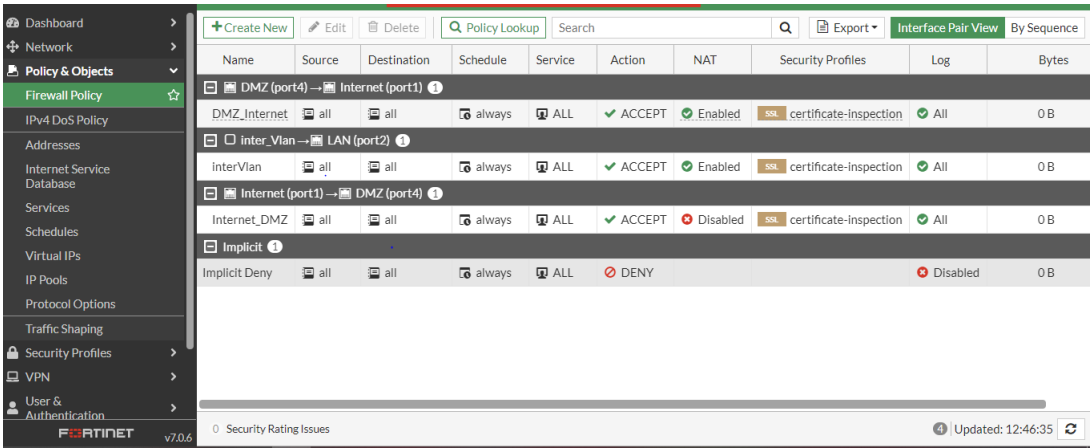 Dashboard
Network
Policy & Objects
Firewall Policy
IPv4 DoS Policy
Addresses
Internet Service
Database
Services
Schedules
Virtual IPs
IP Pools
Protocol Options
Traffic Shaping
Security Profiles
VPN
User &
Authentication
FORTINET v7.0.6
+Create New Edit Delete Policy Lookup Search Export Interface Pair View By Sequence
Name Source Destination Schedule Service Action NAT Security Profiles Log Bytes
DMZ (port4) → Internet (port1) 1
DMZ_Internet all all always ALL ACCEPT Enabled SSL certificate-inspection All 0 B
inter_Vlan → LAN (port2) 1
interVlan all all always ALL ACCEPT Enabled SSL certificate-inspection All 0 B
Internet (port1) → DMZ (port4) 1
Internet_DMZ all all always ALL ACCEPT Disabled SSL certificate-inspection All 0 B
Implicit 1
Implicit Deny all all always ALL DENY Disabled 0 B
0 Security Rating Issues 4 Updated: 12:46:35